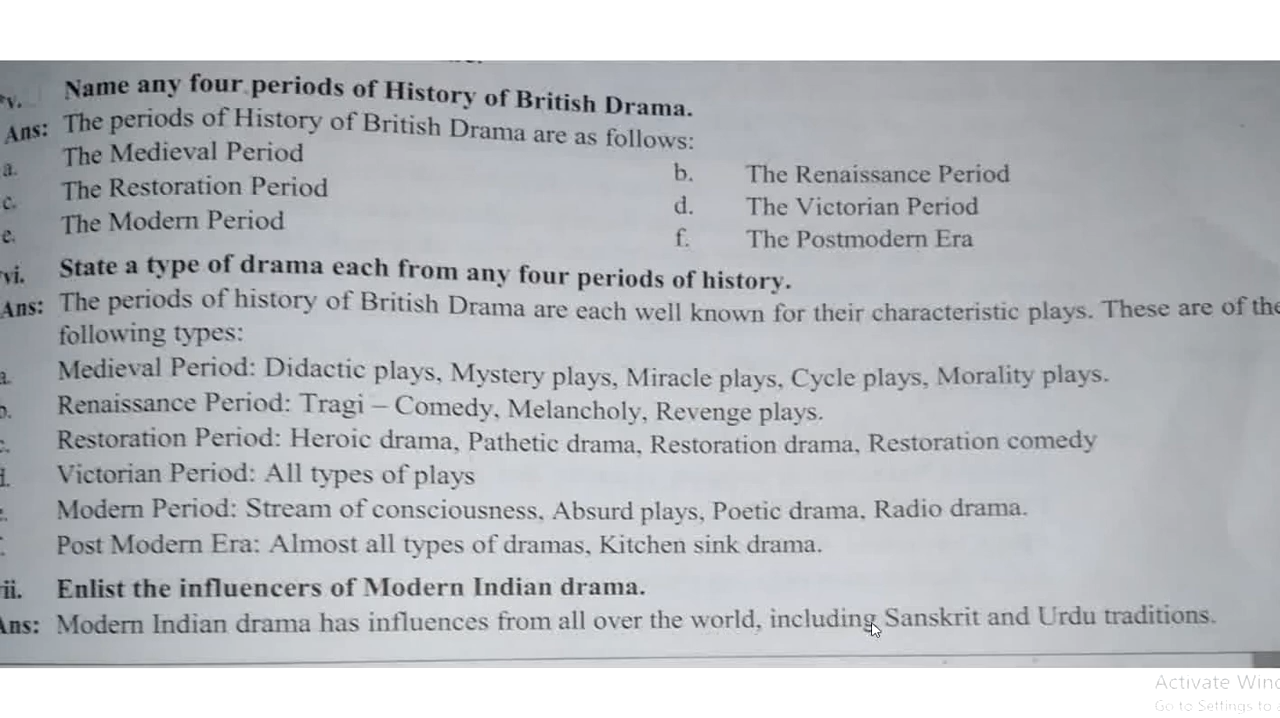 v. Name any four periods of History of British Drama.
Ans: The periods of History of British Drama are as follows:
a. The Medieval Period b. The Renaissance Period
c. The Restoration Period d. The Victorian Period
e. The Modern Period f. The Postmodern Era
vi. State a type of drama each from any four periods of history.
Ans: The periods of history of British Drama are each well known for their characteristic plays. These are of the
following types:
a. Medieval Period: Didactic plays, Mystery plays, Miracle plays, Cycle plays, Morality plays.
b. Renaissance Period: Tragi – Comedy, Melancholy, Revenge plays.
c. Restoration Period: Heroic drama, Pathetic drama, Restoration drama, Restoration comedy
d. Victorian Period: All types of plays
Modern Period: Stream of consciousness, Absurd plays, Poetic drama, Radio drama.
Post Modern Era: Almost all types of dramas, Kitchen sink drama.
ii. Enlist the influencers of Modern Indian drama.
Ans: Modern Indian drama has influences from all over the world, including Sanskrit and Urdu traditions.
Activate Win
Go to Settings to